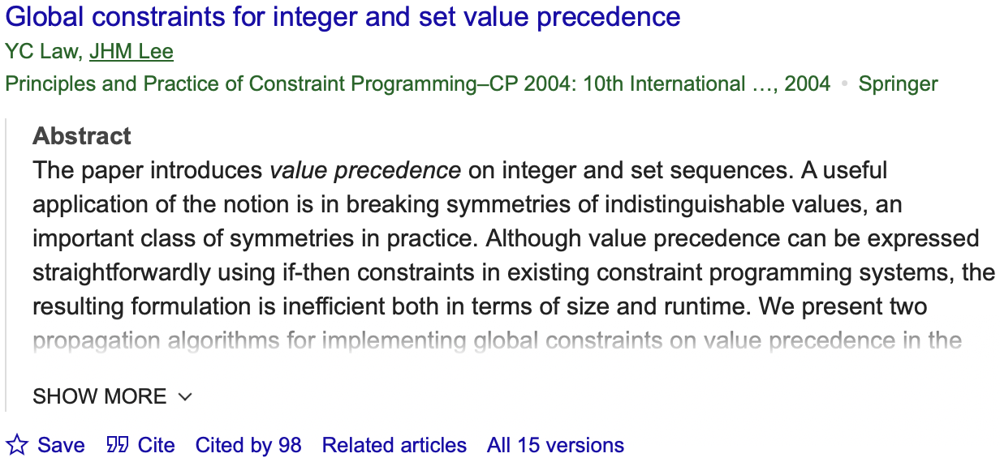 Global constraints for integer and set value precedence
YC Law, JHM Lee
Principles and Practice of Constraint Programming–CP 2004: 10th International …, 2004 • Springer
Abstract
The paper introduces value precedence on integer and set sequences. A useful
application of the notion is in breaking symmetries of indistinguishable values, an
important class of symmetries in practice. Although value precedence can be expressed
straightforwardly using if-then constraints in existing constraint programming systems, the
resulting formulation is inefficient both in terms of size and runtime. We present two
propagation algorithms for implementing global constraints on value precedence in the
SHOW MORE
Save Cite Cited by 98 Related articles All 15 versions